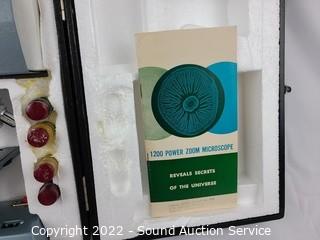 1200 POWER ZOOM MICROSCOPE
REVEALS SECRETS
OF THE UNIVERSE
Copyright 2022 - Sound Auction Service